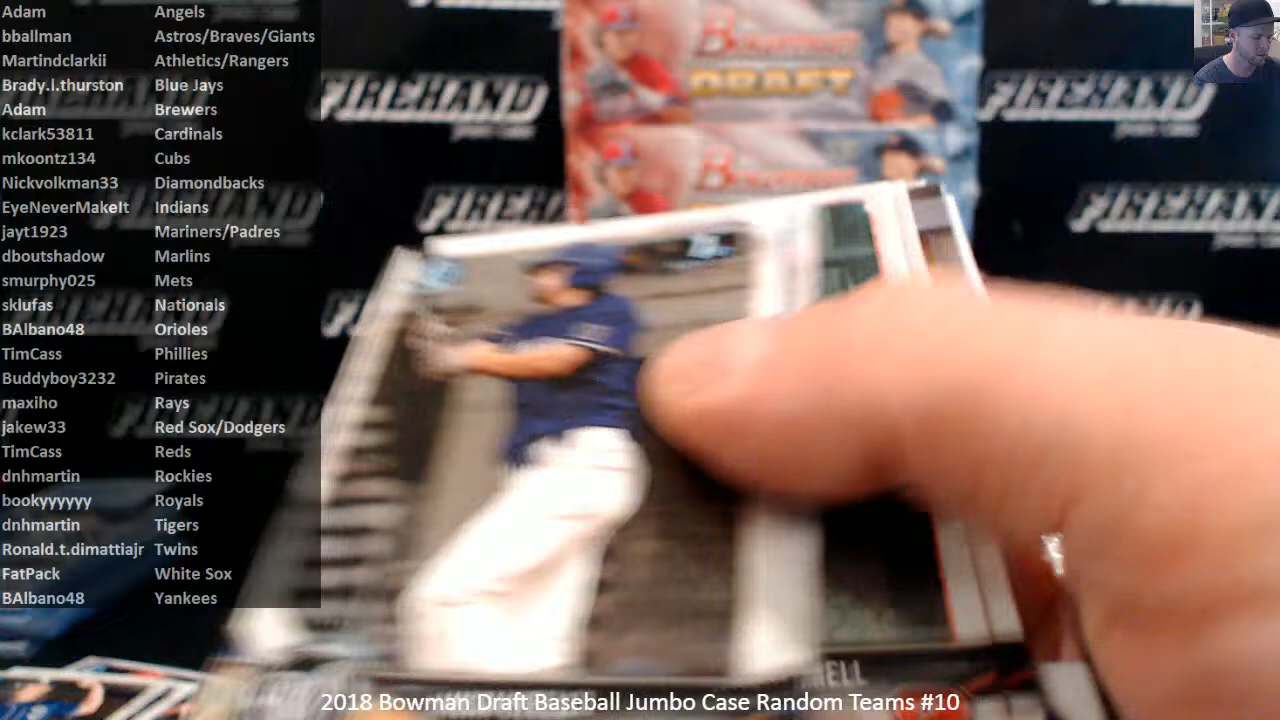 Adam Angels
bballman Astros/Braves/Giants
Martindclarkii Athletics/Rangers
Brady.l.thurston Blue Jays
Adam Brewers
kclark53811 Cardinals
mkoontz134 Cubs
Nickvolkman33 Diamondbacks
EyeNeverMakeIt Indians
jayt1923 Mariners/Padres
dboutshadow Marlins
smurphy025 Mets
sklufas Nationals
BAlbano48 Orioles
TimCass Phillies
Buddyboy3232 Pirates
maxiho Rays
jakew33 Red Sox/Dodgers
TimCass Reds
dnhmartin Rockies
bookyyyyyy Royals
dnhmartin Tigers
Ronald.t.dimattiajr Twins
FatPack White Sox
BAlbano48 Yankees
Bowman
DRAFT
Bowman
FIREHAND
FIREHAND
FIREHAND
FIREHAND
2018 Bowman Draft Baseball Jumbo Case Random Teams #10